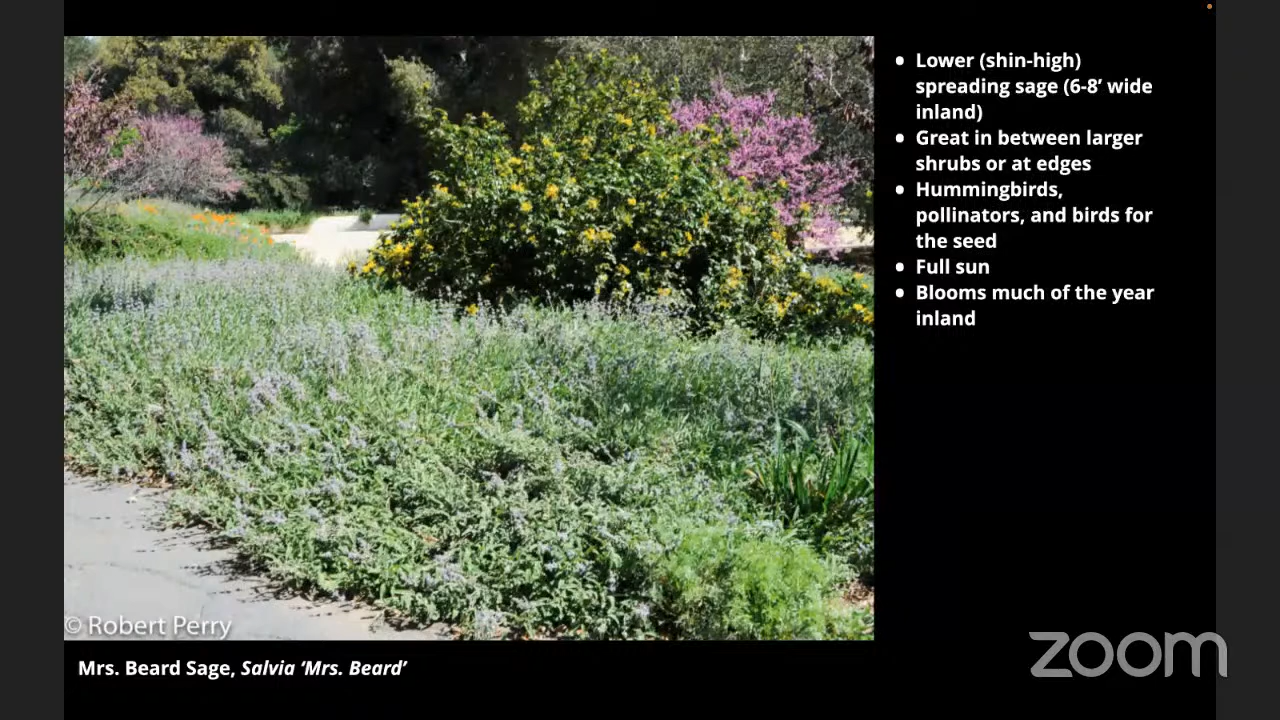 • Lower (shin-high)
spreading sage (6-8’ wide
inland)
• Great in between larger
shrubs or at edges
• Hummingbirds,
pollinators, and birds for
the seed
• Full sun
• Blooms much of the year
inland
© Robert Perry
Mrs. Beard Sage, Salvia ‘Mrs. Beard’
zoom